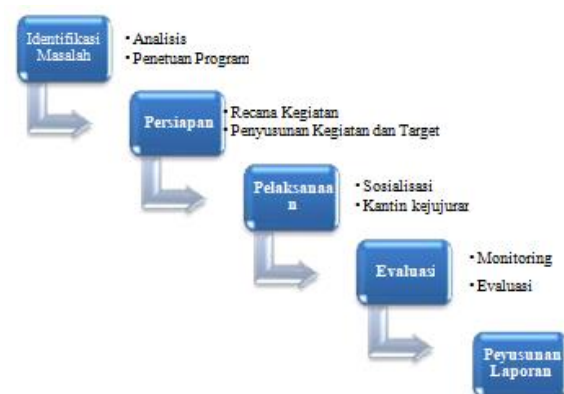 Identifikasi
Masalah
• Analisis
• Penetuan Program
Persiapan
• Recana Kegiatan
• Penyusunan Kegiatan dan Target
Pelaksanaa
n
• Sosialisasi
• Kantin kejujurar
Evaluasi
• Monitoring
• Evaluasi
Peyusunan
Laporan